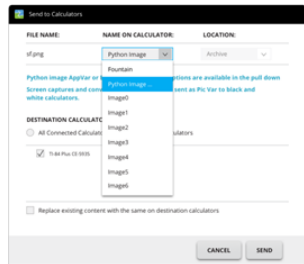 Send to Calculators
FILE NAME: NAME ON CALCULATOR: LOCATION:
sf.png Python Image Archive
Fountain
Python Image ...
Python image AppVar or tions are available in the pull down
Image0
Screen captures and con sent as Pic Var to black and
white calculators.
Image1
Image2
DESTINATION CALCULATO
Image3
All Connected Calculat ulators
Image4
TI-84 Plus CE-5935
Image5
Image6
Replace existing content with the same on destination calculators
CANCEL SEND